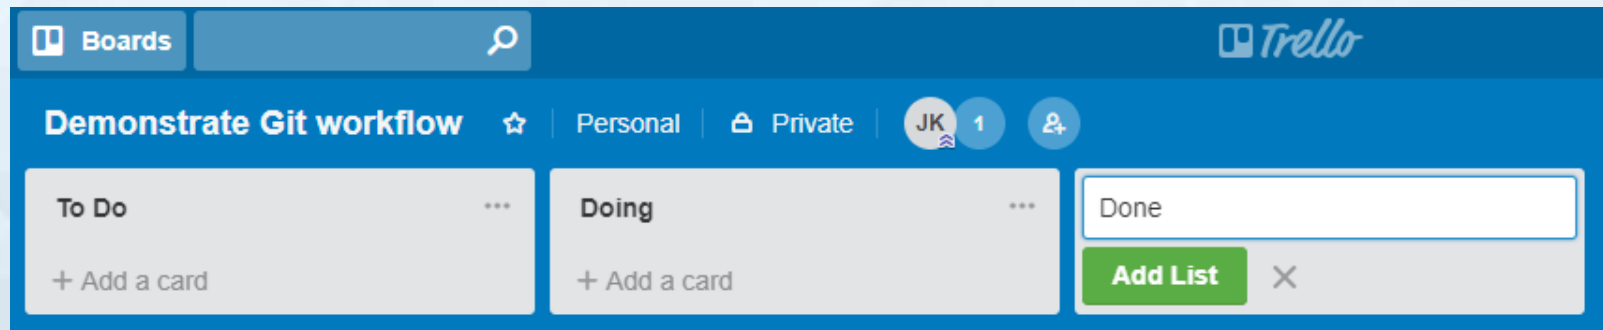 Boards
Trello
Demonstrate Git workflow Personal Private JK 1
To Do ... Doing ... Done
+ Add a card + Add a card Add List